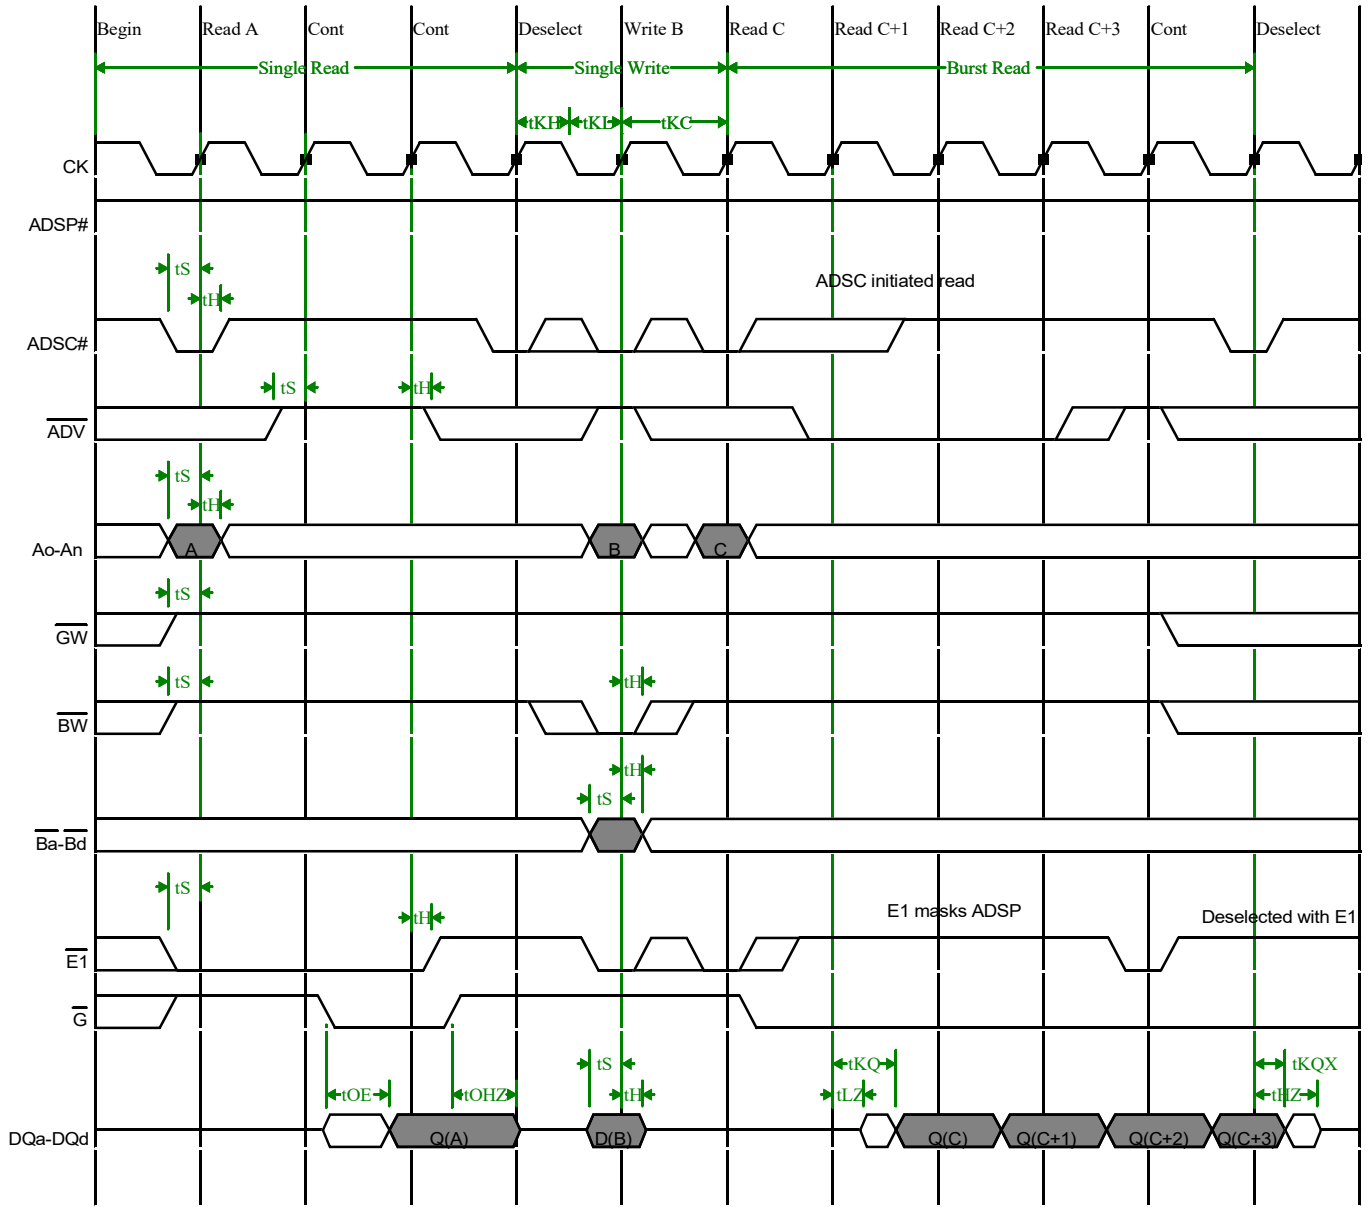 Begin Read A Cont Cont Deselect Write B Read C Read C+1 Read C+2 Read C+3 Cont Deselect
Single Read Single Write Burst Read
tKH tKL tKC
CK
ADSP#
tS
ADSC initiated read
tH
ADSC#
tS tH
ADV
tS
tH
Ao-An A B C
tS
GW
tS tH
BW
tH
tS
Ba-Bd
tS
tH E1 masks ADSP Deselected with E1
E1
G
tS tKQ tKQX
tOE tOHZ tH tLZ tHZ
DQa-DQd Q(A) D(B) Q(C) Q(C+1) Q(C+2) Q(C+3)